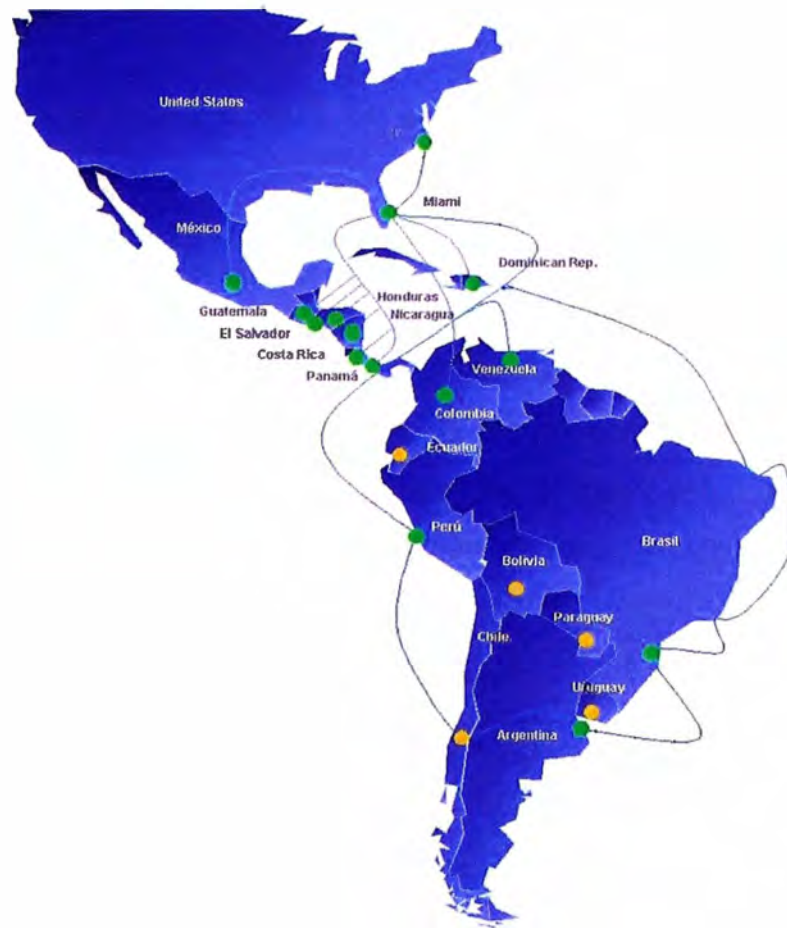 United States
Miami
México
Dominican Rep.
Honduras
Guatemala
Nicaragua
El Salvador
Costa Rica
Panamá
Venezuela
Colombia
Ecuador
Perú
Brasil
Bolivia
Paraguay
Chile.
Uruguay
Argentina